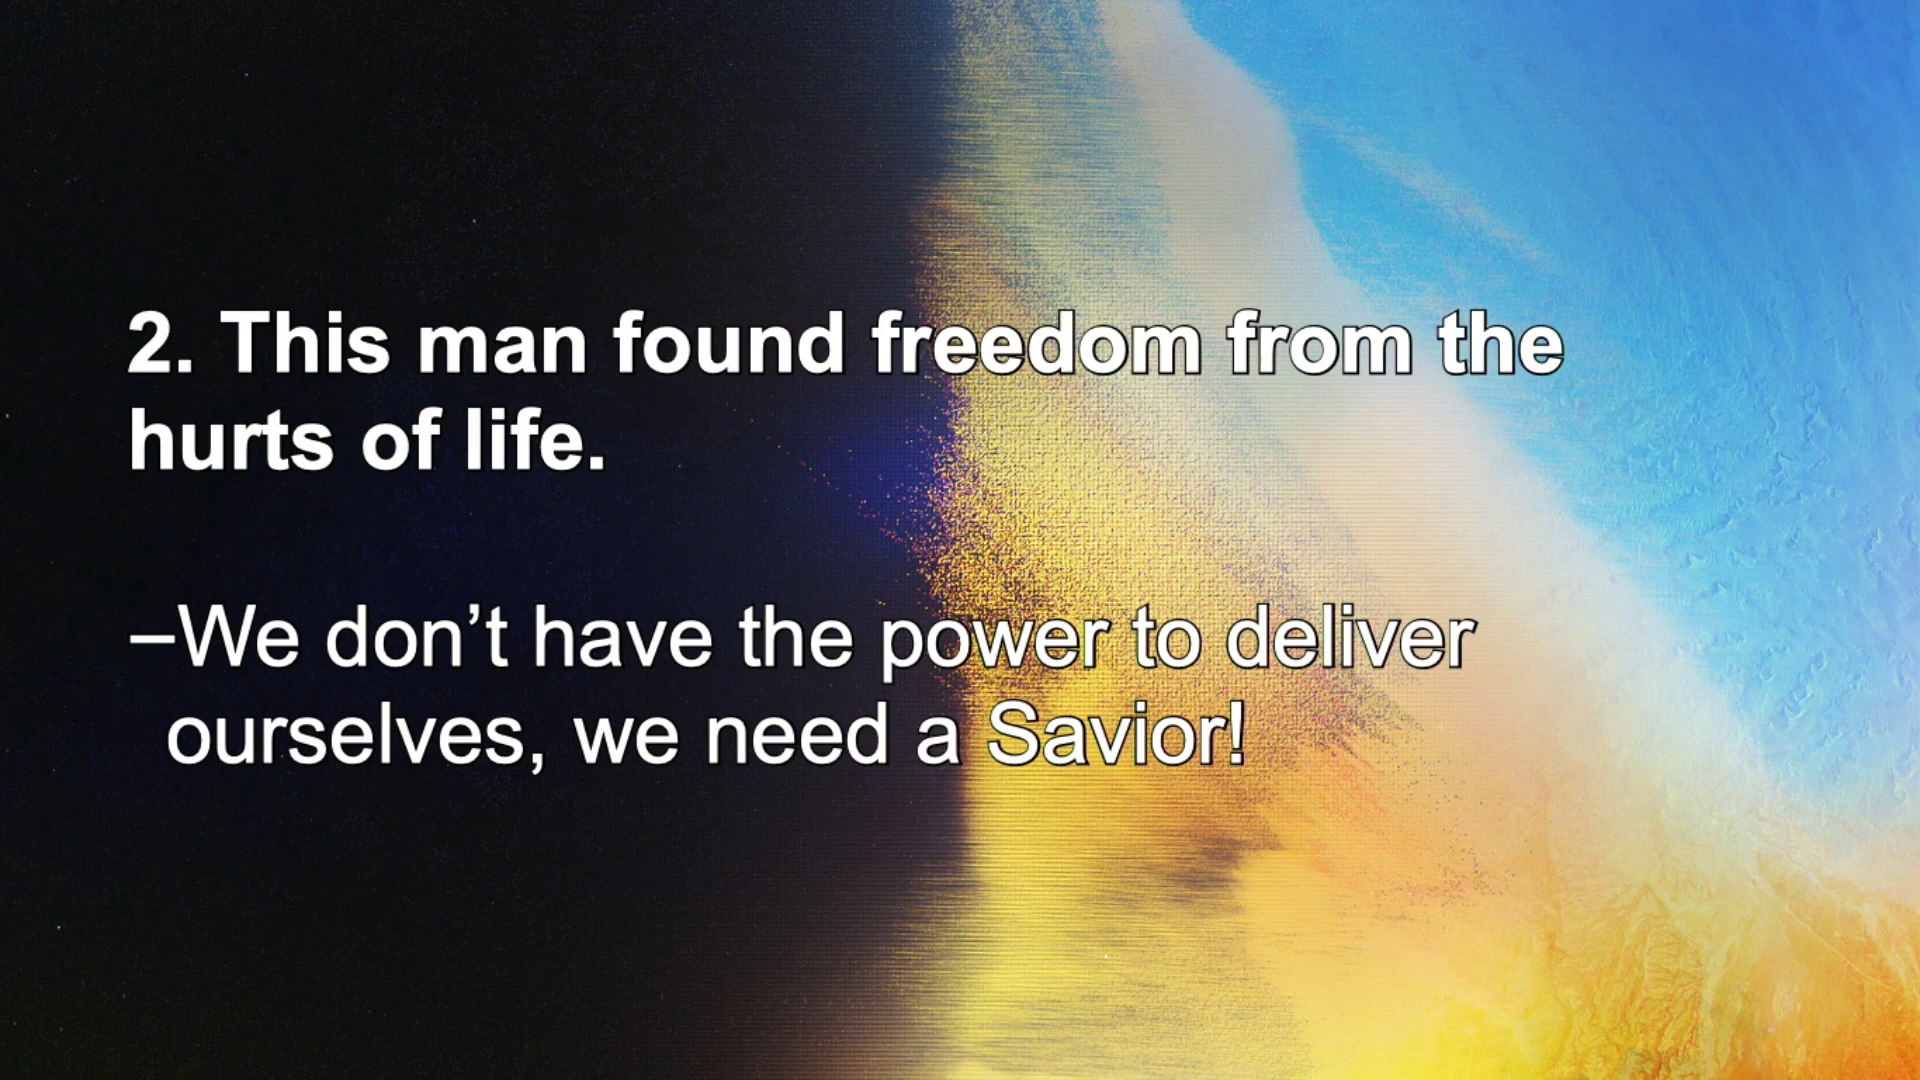 2. This man found freedom from the
hurts of life.
–We don’t have the power to deliver
ourselves, we need a Savior!